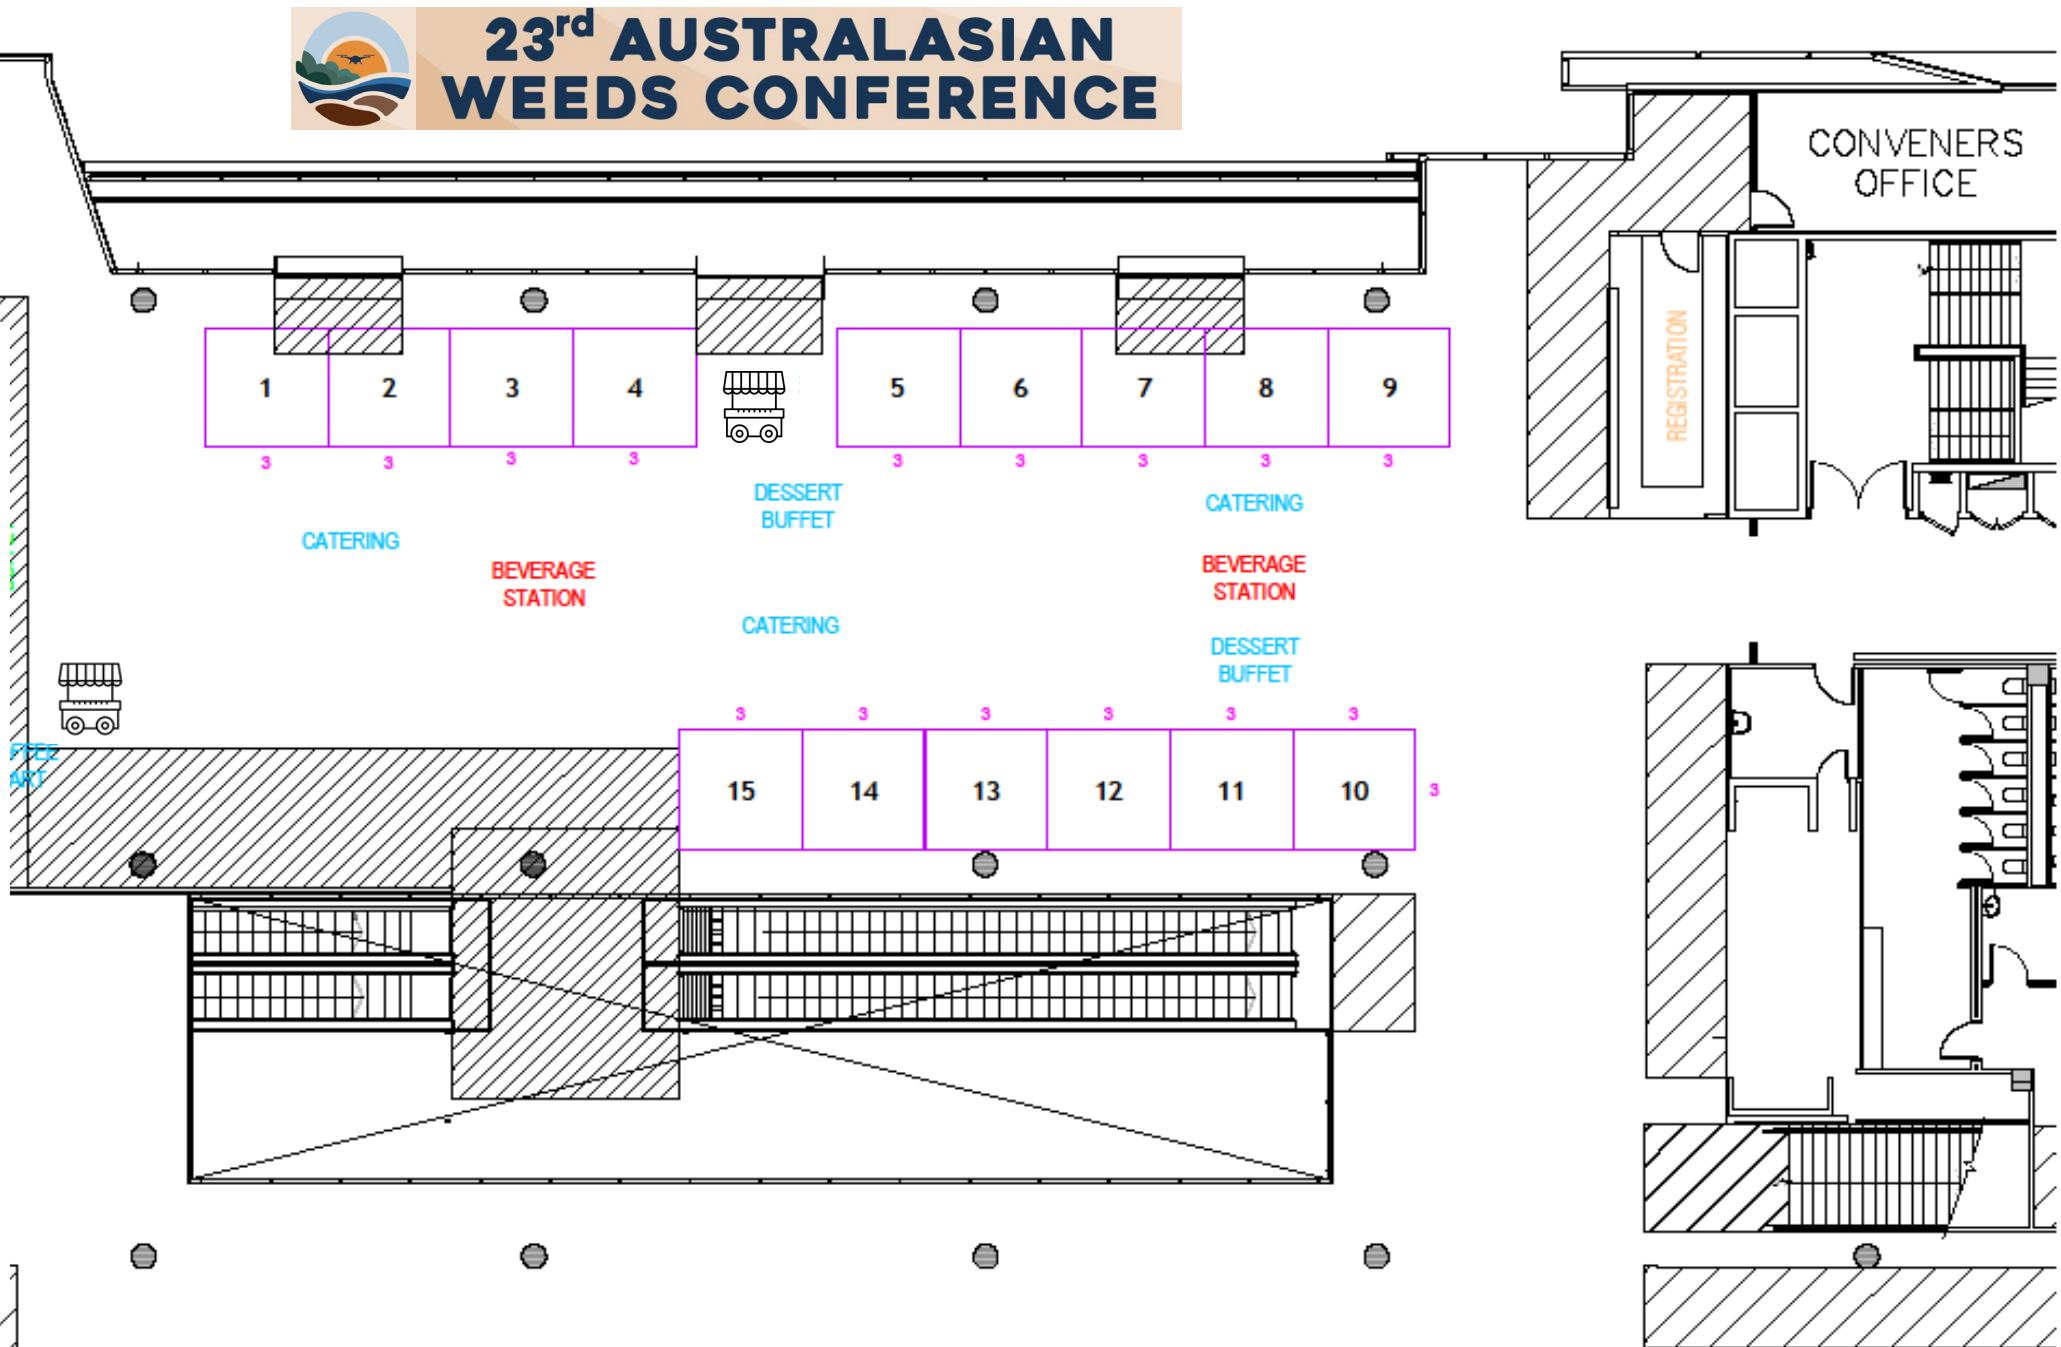 23rd AUSTRALASIAN
WEEDS CONFERENCE
CONVENERS
OFFICE
REGISTRATION
1
2
3
4
5
6
7
8
9
3
3
3
3
3
3
3
3
3
DESSERT
BUFFET
CATERING
CATERING
BEVERAGE
STATION
BEVERAGE
STATION
CATERING
DESSERT
BUFFET
3
3
3
3
3
3
FFEE
ART
15
14
13
12
11
10
3